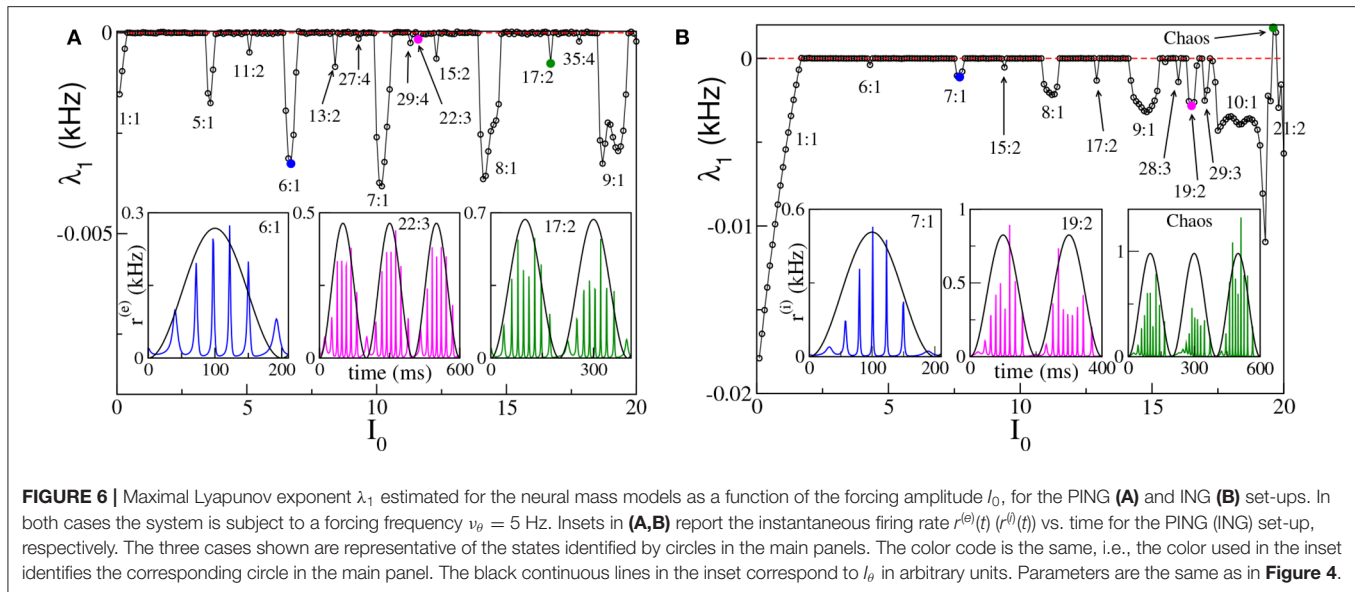 A
0
-0.005
λ1 (kHz)
1:1
5:1
11:2
6:1
13:2
27:4
7:1
29:4
22:3
15:2
8:1
17:2
35:4
9:1
0.3
0
r(e) (kHz)
6:1
0 100 200
0.5
0
22:3
0
time (ms)
600
0.7
0
17:2
0 300
0 5 10 15 20
I0
B
0
-0.01
-0.02
λ1 (kHz)
1:1
6:1
7:1
15:2
8:1
17:2
9:1
28:3
19:2
29:3
10:1
21:2
Chaos
0.6
0
r(i) (kHz)
7:1
0 100 200
1
0.5
0
19:2
0
time (ms)
400
Chaos
1
0
0 300 600
0 5 10 15 20
I0
FIGURE 6 | Maximal Lyapunov exponent λ1 estimated for the neural mass models as a function of the forcing amplitude I0, for the PING (A) and ING (B) set-ups. In
both cases the system is subject to a forcing frequency νθ = 5 Hz. Insets in (A,B) report the instantaneous firing rate r(e)(t) (r(i)(t)) vs. time for the PING (ING) set-up,
respectively. The three cases shown are representative of the states identified by circles in the main panels. The color code is the same, i.e., the color used in the inset
identifies the corresponding circle in the main panel. The black continuous lines in the inset correspond to Iθ in arbitrary units. Parameters are the same as in Figure 4.